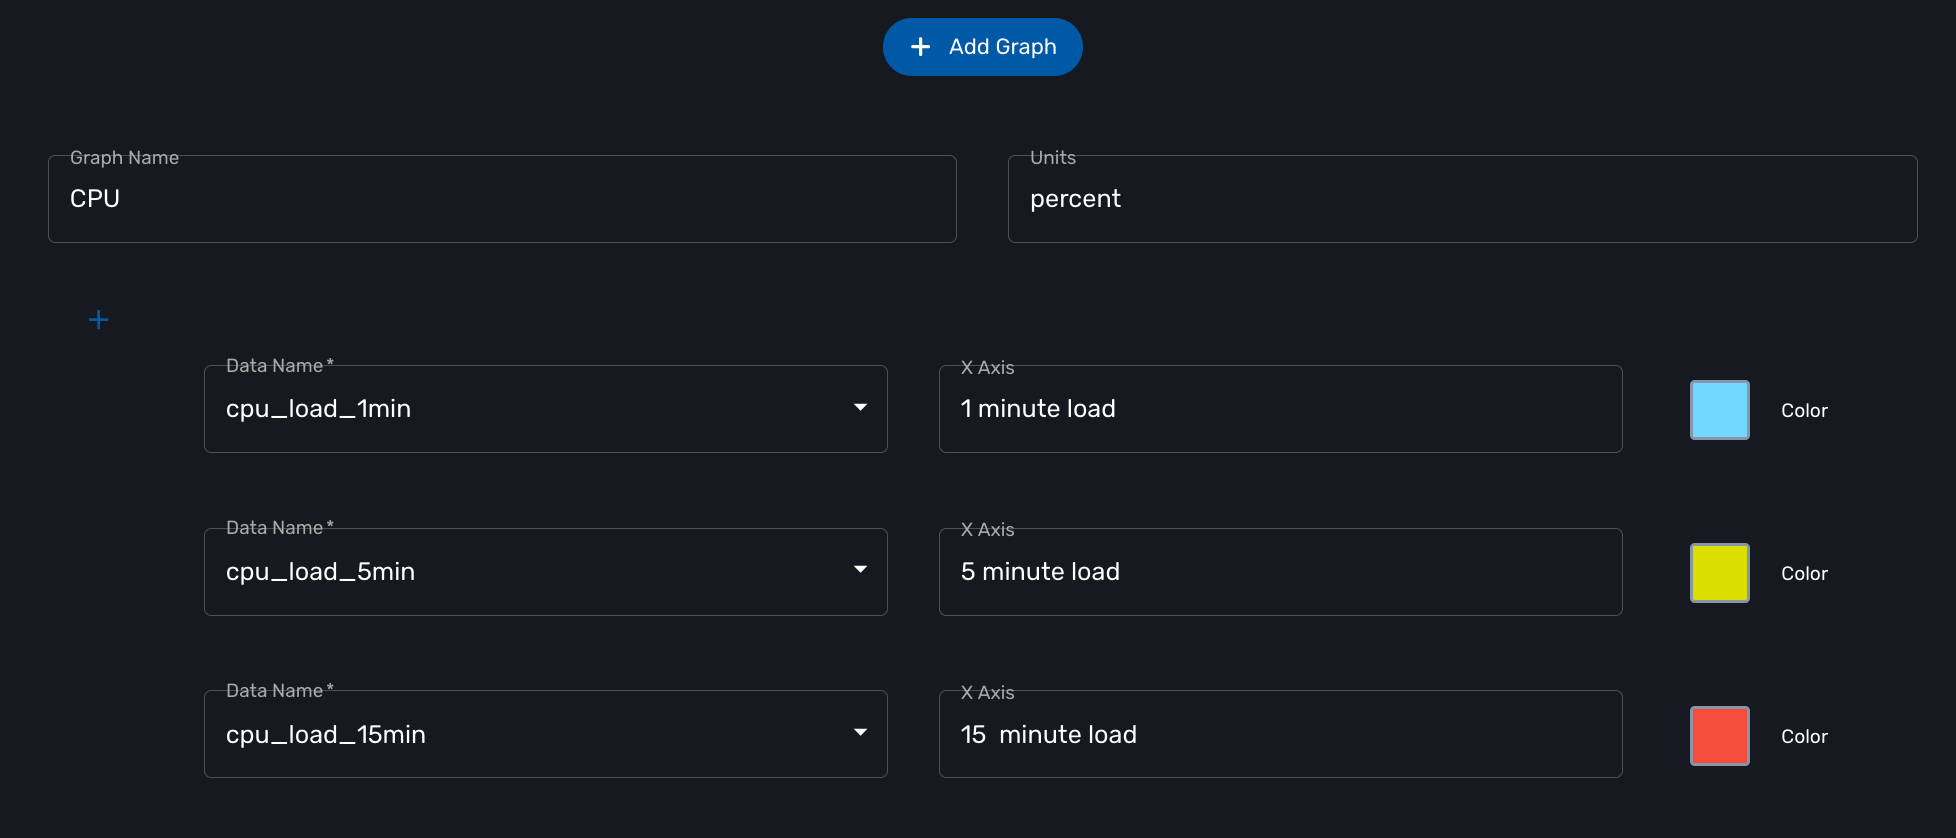 + Add Graph
Graph Name
CPU
Units
percent
+
Data Name *
cpu_load_1min
X Axis
1 minute load
Color
Data Name *
cpu_load_5min
X Axis
5 minute load
Color
Data Name *
cpu_load_15min
X Axis
15  minute load
Color